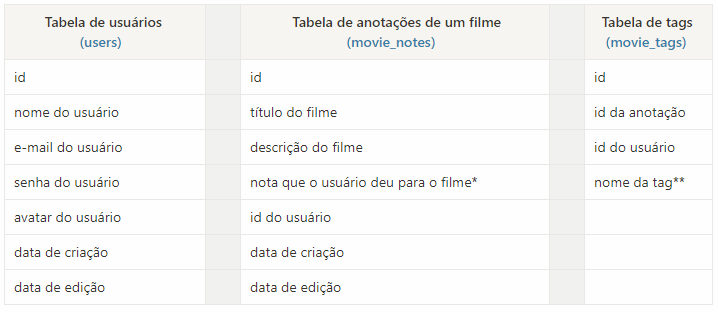 Tabela de usuários Tabela de anotações de um filme Tabela de tags
(users) (movie_notes) (movie_tags)
id id id
nome do usuário título do filme id da anotação
e-mail do usuário descrição do filme id do usuário
senha do usuário nota que o usuário deu para o filme* nome da tag**
avatar do usuário id do usuário
data de criação data de criação
data de edição data de edição